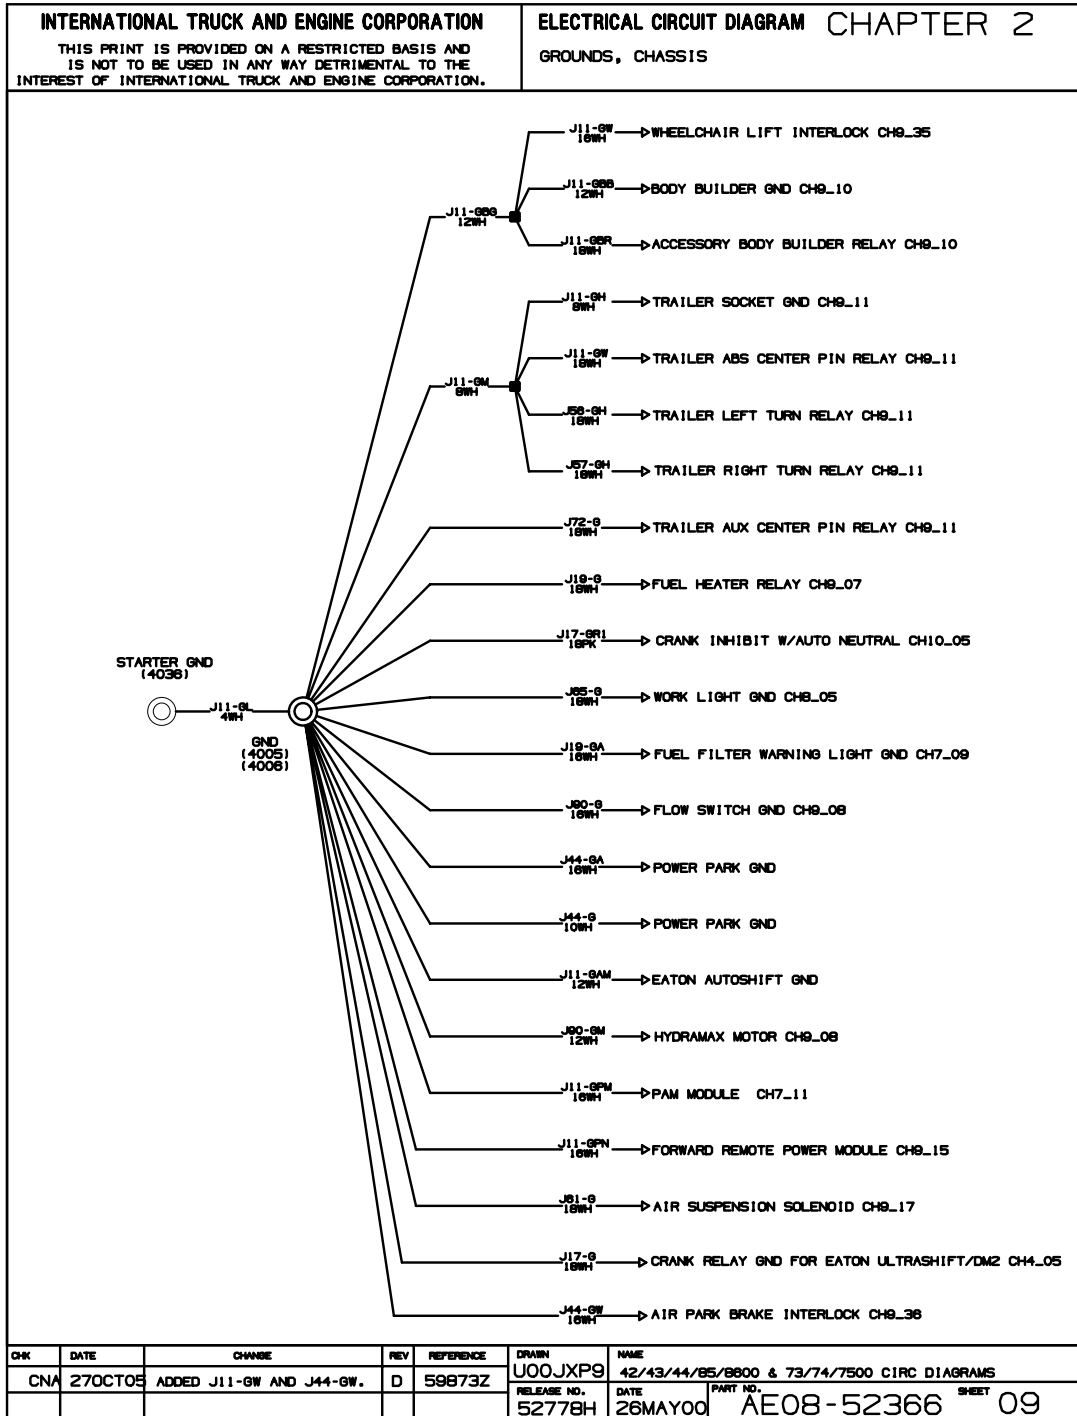 INTERNATIONAL TRUCK AND ENGINE CORPORATION
THIS PRINT IS PROVIDED ON A RESTRICTED BASIS AND
IS NOT TO BE USED IN ANY WAY DETRIMENTAL TO THE
INTEREST OF INTERNATIONAL TRUCK AND ENGINE CORPORATION.
ELECTRICAL CIRCUIT DIAGRAM CHAPTER 2
GROUNDS, CHASSIS
J11-GW
16WH
WHEELCHAIR LIFT INTERLOCK CH9_35
J11-GBB
12WH
BODY BUILDER GND CH9_10
J11-GBG
12WH
J11-GBR
18WH
ACCESSORY BODY BUILDER RELAY CH9_10
J11-GH
8WH
TRAILER SOCKET GND CH9_11
J11-GW
18WH
TRAILER ABS CENTER PIN RELAY CH9_11
J11-GM
8WH
J56-GH
18WH
TRAILER LEFT TURN RELAY CH9_11
J57-GH
18WH
TRAILER RIGHT TURN RELAY CH9_11
J72-G
18WH
TRAILER AUX CENTER PIN RELAY CH9_11
J19-G
18WH
FUEL HEATER RELAY CH9_07
J17-GR1
18PK
CRANK INHIBIT W/AUTO NEUTRAL CH10_05
STARTER GND
(4036)
J11-GL
4WH
GND
(4005)
(4006)
J65-G
18WH
WORK LIGHT GND CH8_05
J19-GA
16WH
FUEL FILTER WARNING LIGHT GND CH7_09
J90-G
16WH
FLOW SWITCH GND CH9_08
J44-GA
16WH
POWER PARK GND
J44-G
10WH
POWER PARK GND
J11-GAM
12WH
EATON AUTOSHIFT GND
J90-GM
12WH
HYDRAMAX MOTOR CH9_08
J11-GPM
16WH
PAM MODULE CH7_11
J11-GPN
16WH
FORWARD REMOTE POWER MODULE CH9_15
J61-G
18WH
AIR SUSPENSION SOLENOID CH9_17
J17-G
18WH
CRANK RELAY GND FOR EATON ULTRASHIFT/DM2 CH4_05
J44-GW
16WH
AIR PARK BRAKE INTERLOCK CH9_36
CHK DATE CHANGE REV REFERENCE
CNA 27OCT05 ADDED J11-GW AND J44-GW. D 59873Z
DRAWN
U00JXP9
NAME
42/43/44/85/8600 & 73/74/7500 CIRC DIAGRAMS
RELEASE NO.
52778H
DATE
26MAY00
PART NO.
AE08-52366
SHEET
09